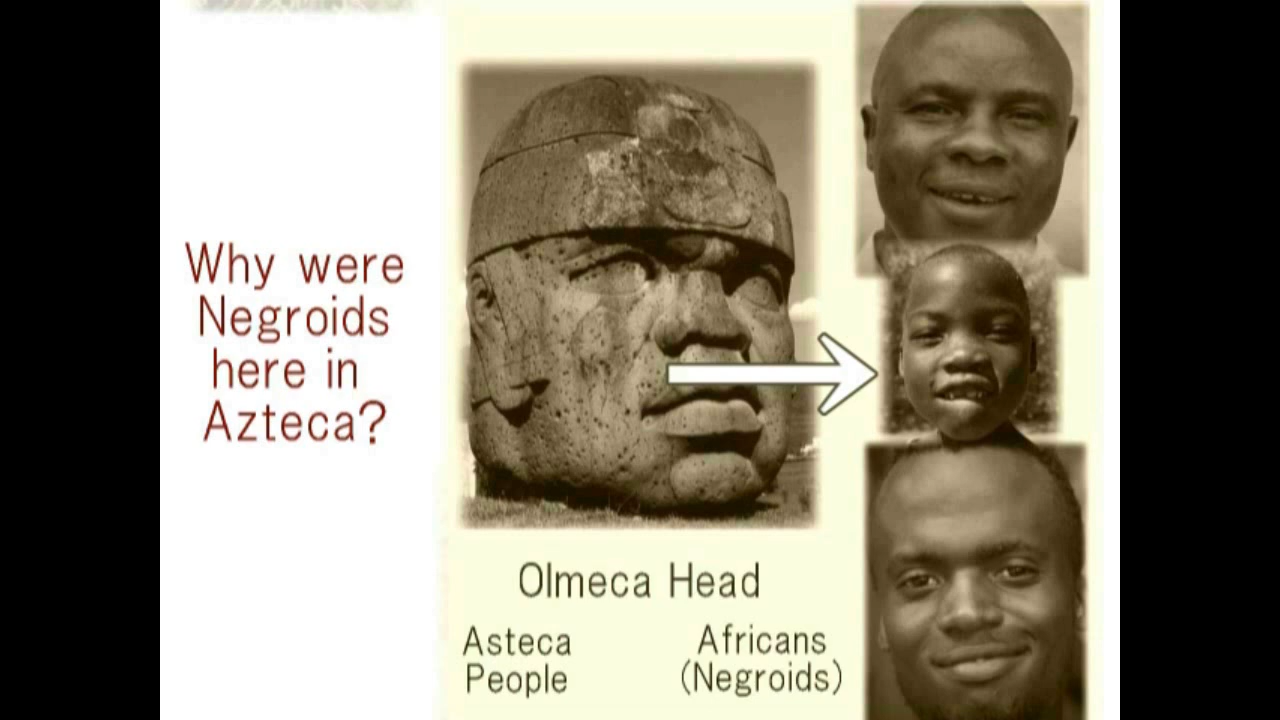 Why were
Negroids
here in
Azteca?
Olmeca Head
Asteca
People
Africans
(Negroids)